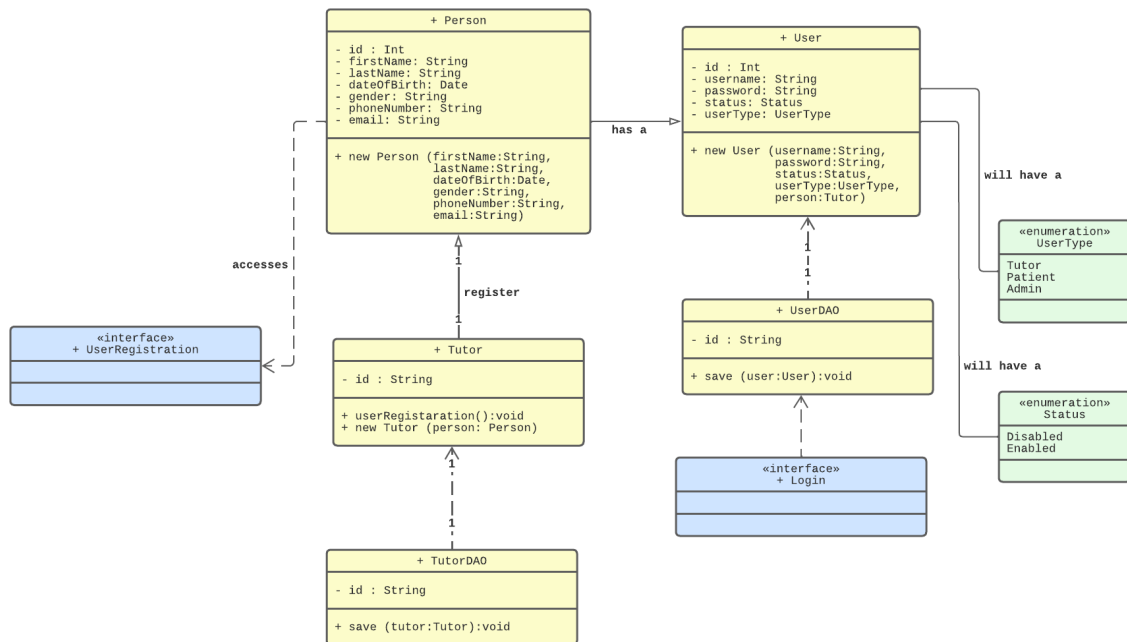 + Person
- id : Int
- firstName: String
- lastName: String
- dateOfBirth: Date
- gender: String
- phoneNumber: String
- email: String
+ new Person (firstName:String,
lastName:String,
dateOfBirth:Date,
gender:String,
phoneNumber:String,
email:String)
has a
+ User
- id : Int
- username: String
- password: String
- status: Status
- userType: UserType
+ new User (username:String,
password:String,
status:Status,
userType:UserType,
person:Tutor)
will have a
«enumeration»
UserType
Tutor
Patient
Admin
accesses
1
register
1
1
1
«interface»
+ UserRegistration
+ Tutor
- id : String
+ userRegistaration():void
+ new Tutor (person: Person)
+ UserDAO
- id : String
+ save (user:User):void
will have a
«enumeration»
Status
Disabled
Enabled
«interface»
+ Login
1
1
+ TutorDAO
- id : String
+ save (tutor:Tutor):void